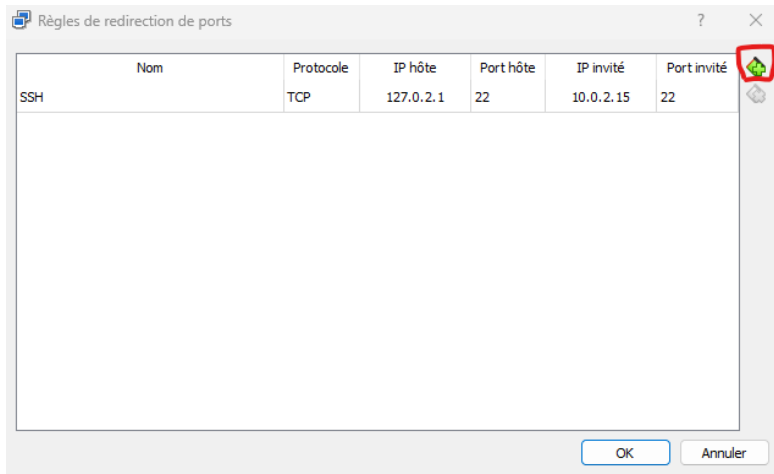 Règles de redirection de ports ?
Nom Protocole IP hôte Port hôte IP invité Port invité
SSH TCP 127.0.2.1 22 10.0.2.15 22
OK Annuler